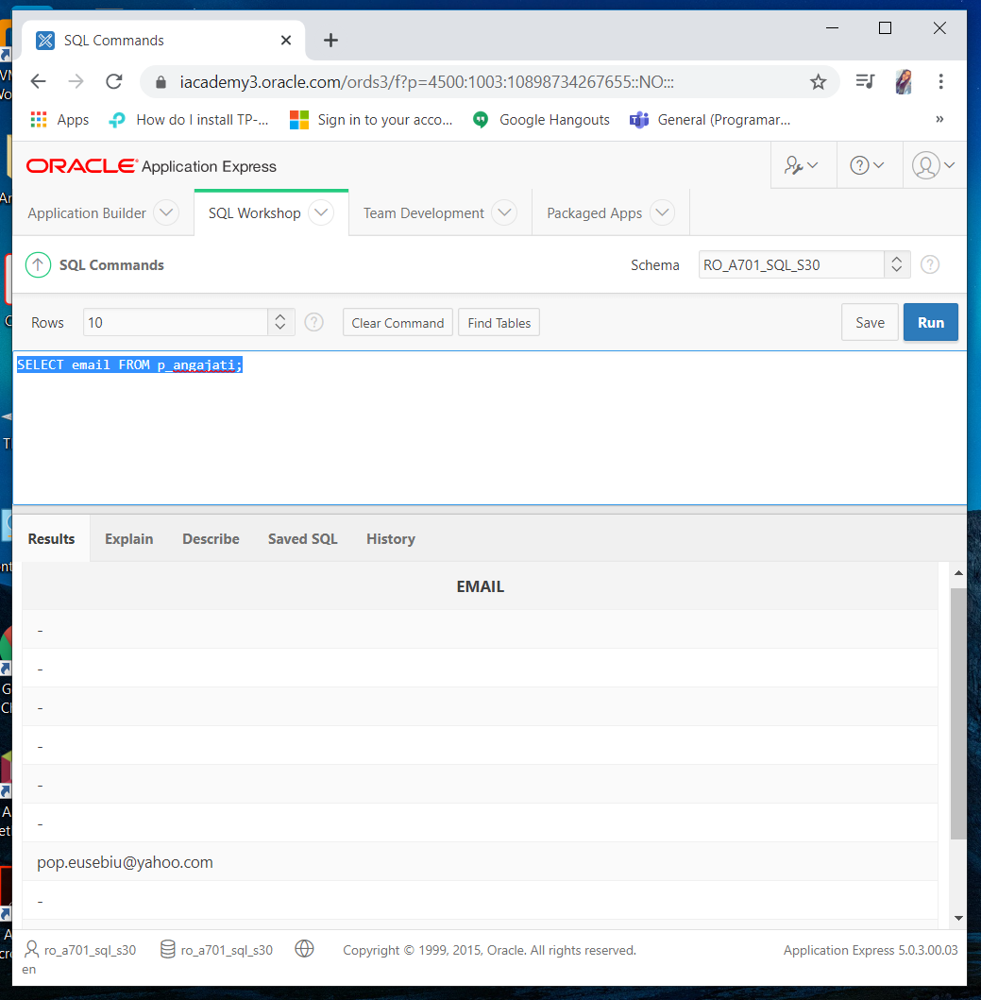 SQL Commands
iacademy3.oracle.com/ords3/f?p=4500:1003:10898734267655::NO:::
Apps How do I install TP-... Sign in to your acco... Google Hangouts General (Programar... »
ORACLE® Application Express
Application Builder SQL Workshop Team Development Packaged Apps
SQL Commands Schema RO_A701_SQL_S30 ?
Rows 10 ? Clear Command Find Tables Save Run
SELECT email FROM p_angajati;
Results Explain Describe Saved SQL History
EMAIL
-
-
-
-
-
-
pop.eusebiu@yahoo.com
-
ro_a701_sql_s30 ro_a701_sql_s30 Copyright © 1999, 2015, Oracle. All rights reserved. Application Express 5.0.3.00.03
en